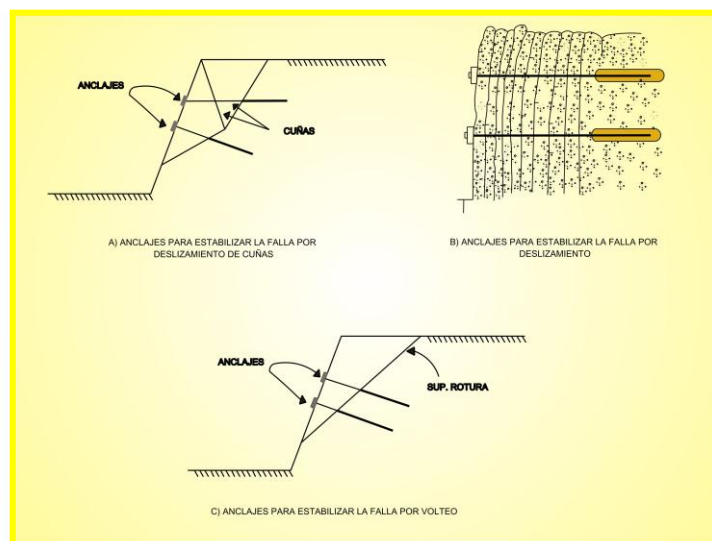 ANCLAJES
CUÑAS
A) ANCLAJES PARA ESTABILIZAR LA FALLA POR
DESLIZAMIENTO DE CUÑAS
B) ANCLAJES PARA ESTABILIZAR LA FALLA POR
DESLIZAMIENTO
ANCLAJES
SUP. ROTURA
C) ANCLAJES PARA ESTABILIZAR LA FALLA POR VOLTEO